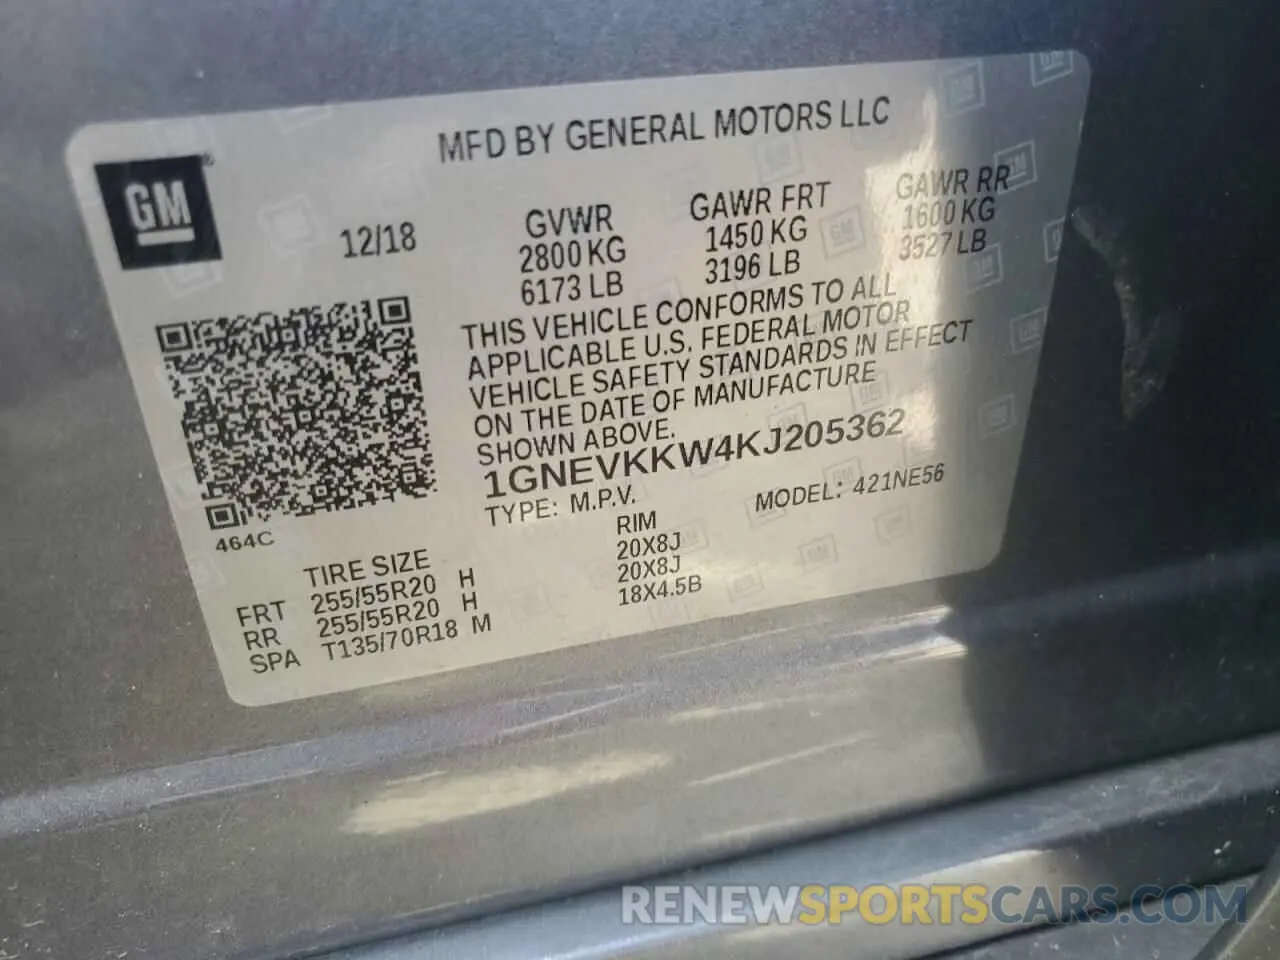 MFD BY GENERAL MOTORS LLC
GM
12/18
GVWR GAWR FRT GAWR RR
2800 KG 1450 KG 1600 KG
6173 LB 3196 LB 3527 LB
THIS VEHICLE CONFORMS TO ALL
APPLICABLE U.S. FEDERAL MOTOR
VEHICLE SAFETY STANDARDS IN EFFECT
ON THE DATE OF MANUFACTURE
SHOWN ABOVE.
1GNEVKKW4KJ205362
TYPE: M.P.V. MODEL: 421NE56
464C
TIRE SIZE RIM
FRT 255/55R20 H 20X8J
RR 255/55R20 H 20X8J
SPA T135/70R18 M 18X4.5B
RENEWSPORTSCARS.COM